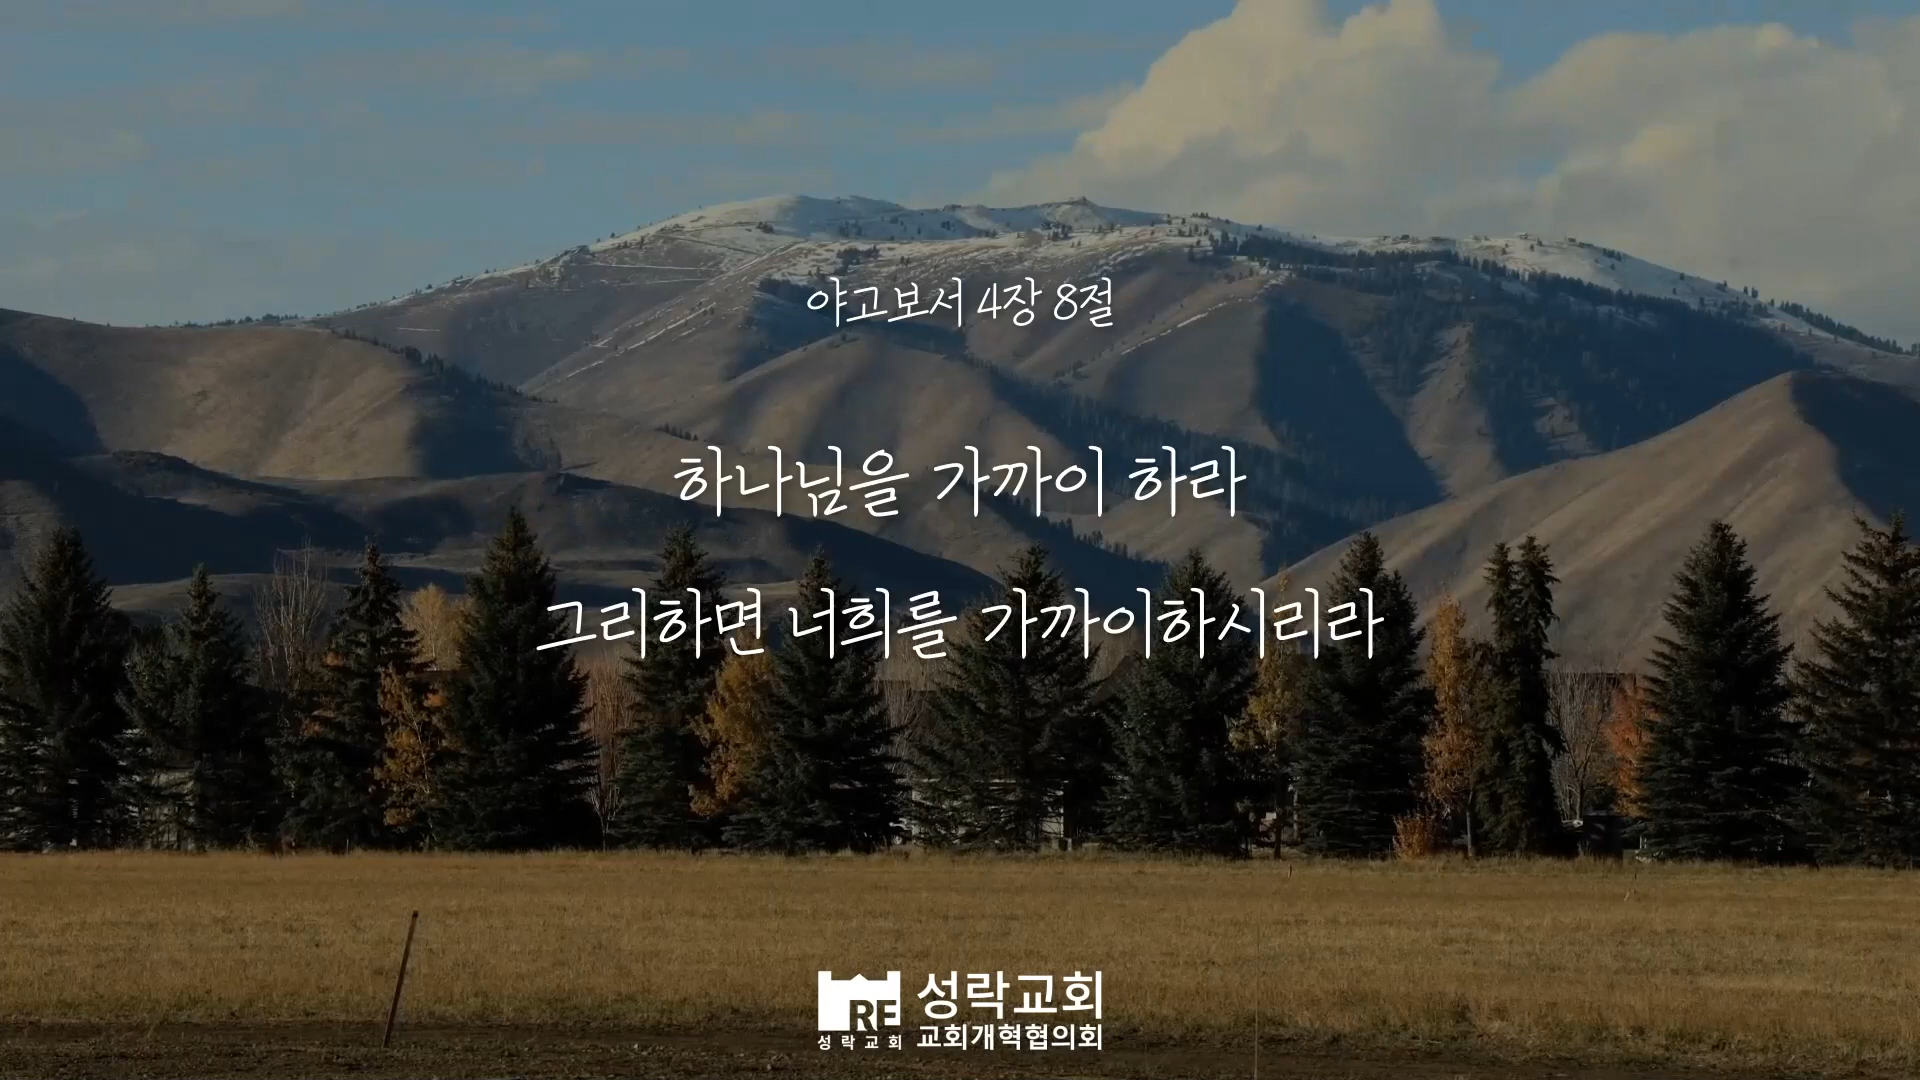 야고보서 4장 8절
하나님을 가까이 하라
그리하면 너희를 가까이하시리라
RE
성락교회
성락교회
교회개혁협의회